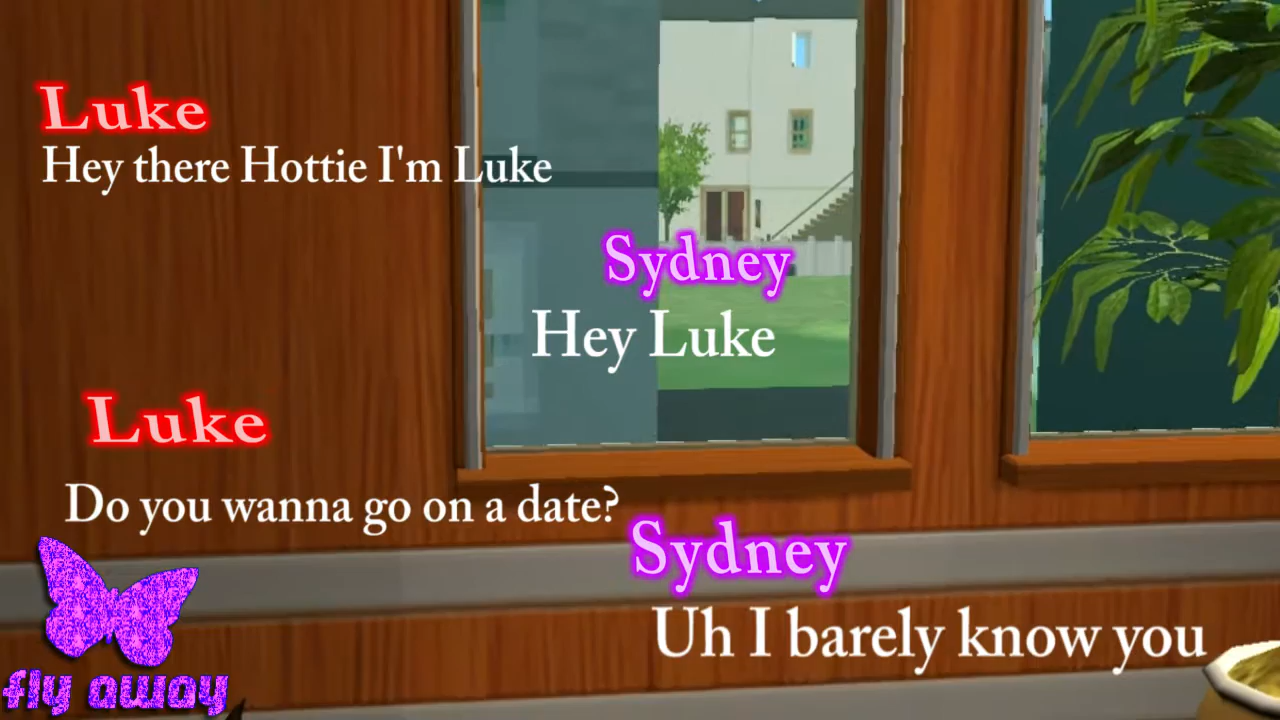 Luke
Hey there Hottie I'm Luke
Sydney
Hey Luke
Luke
Do you wanna go on a date?
Sydney
Uh I barely know you
fly away